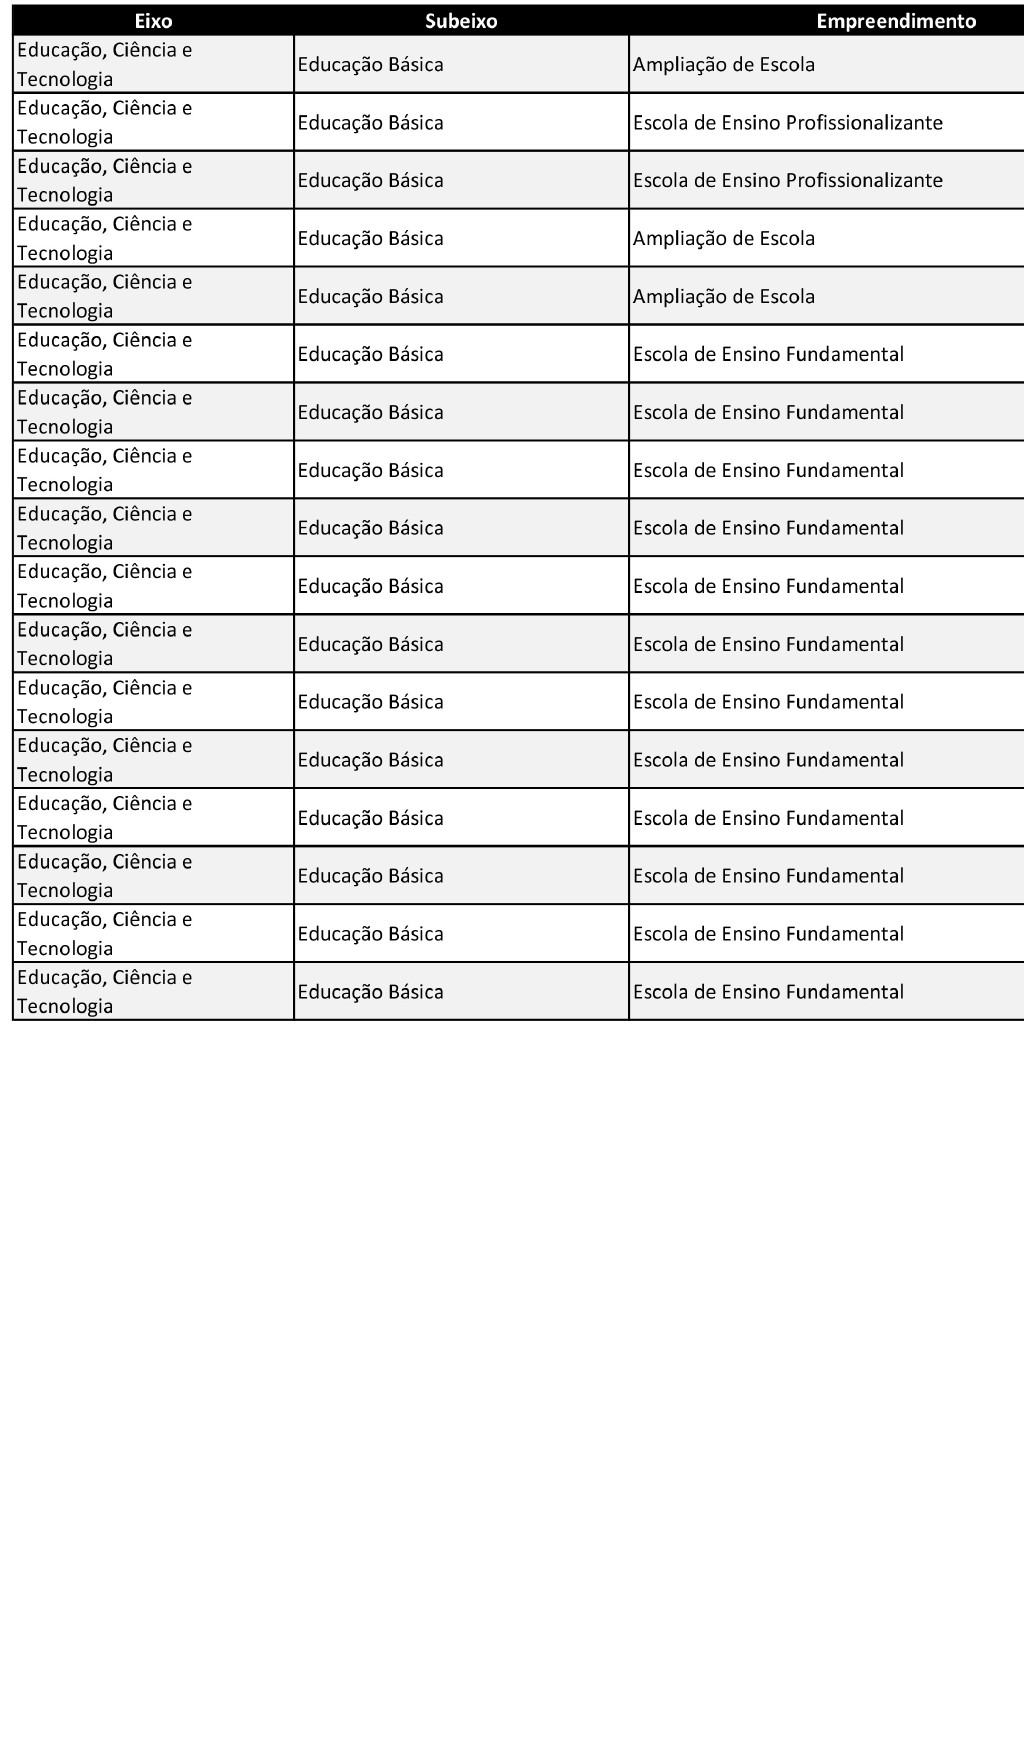 Eixo Subeixo Empreendimento
Educação, Ciência e
Tecnologia
Educação Básica
Ampliação de Escola
Educação, Ciência e
Tecnologia
Educação Básica
Escola de Ensino Profissionalizante
Educação, Ciência e
Tecnologia
Educação Básica
Escola de Ensino Profissionalizante
Educação, Ciência e
Tecnologia
Educação Básica
Ampliação de Escola
Educação, Ciência e
Tecnologia
Educação Básica
Ampliação de Escola
Educação, Ciência e
Tecnologia
Educação Básica
Escola de Ensino Fundamental
Educação, Ciência e
Tecnologia
Educação Básica
Escola de Ensino Fundamental
Educação, Ciência e
Tecnologia
Educação Básica
Escola de Ensino Fundamental
Educação, Ciência e
Tecnologia
Educação Básica
Escola de Ensino Fundamental
Educação, Ciência e
Tecnologia
Educação Básica
Escola de Ensino Fundamental
Educação, Ciência e
Tecnologia
Educação Básica
Escola de Ensino Fundamental
Educação, Ciência e
Tecnologia
Educação Básica
Escola de Ensino Fundamental
Educação, Ciência e
Tecnologia
Educação Básica
Escola de Ensino Fundamental
Educação, Ciência e
Tecnologia
Educação Básica
Escola de Ensino Fundamental
Educação, Ciência e
Tecnologia
Educação Básica
Escola de Ensino Fundamental
Educação, Ciência e
Tecnologia
Educação Básica
Escola de Ensino Fundamental
Educação, Ciência e
Tecnologia
Educação Básica
Escola de Ensino Fundamental